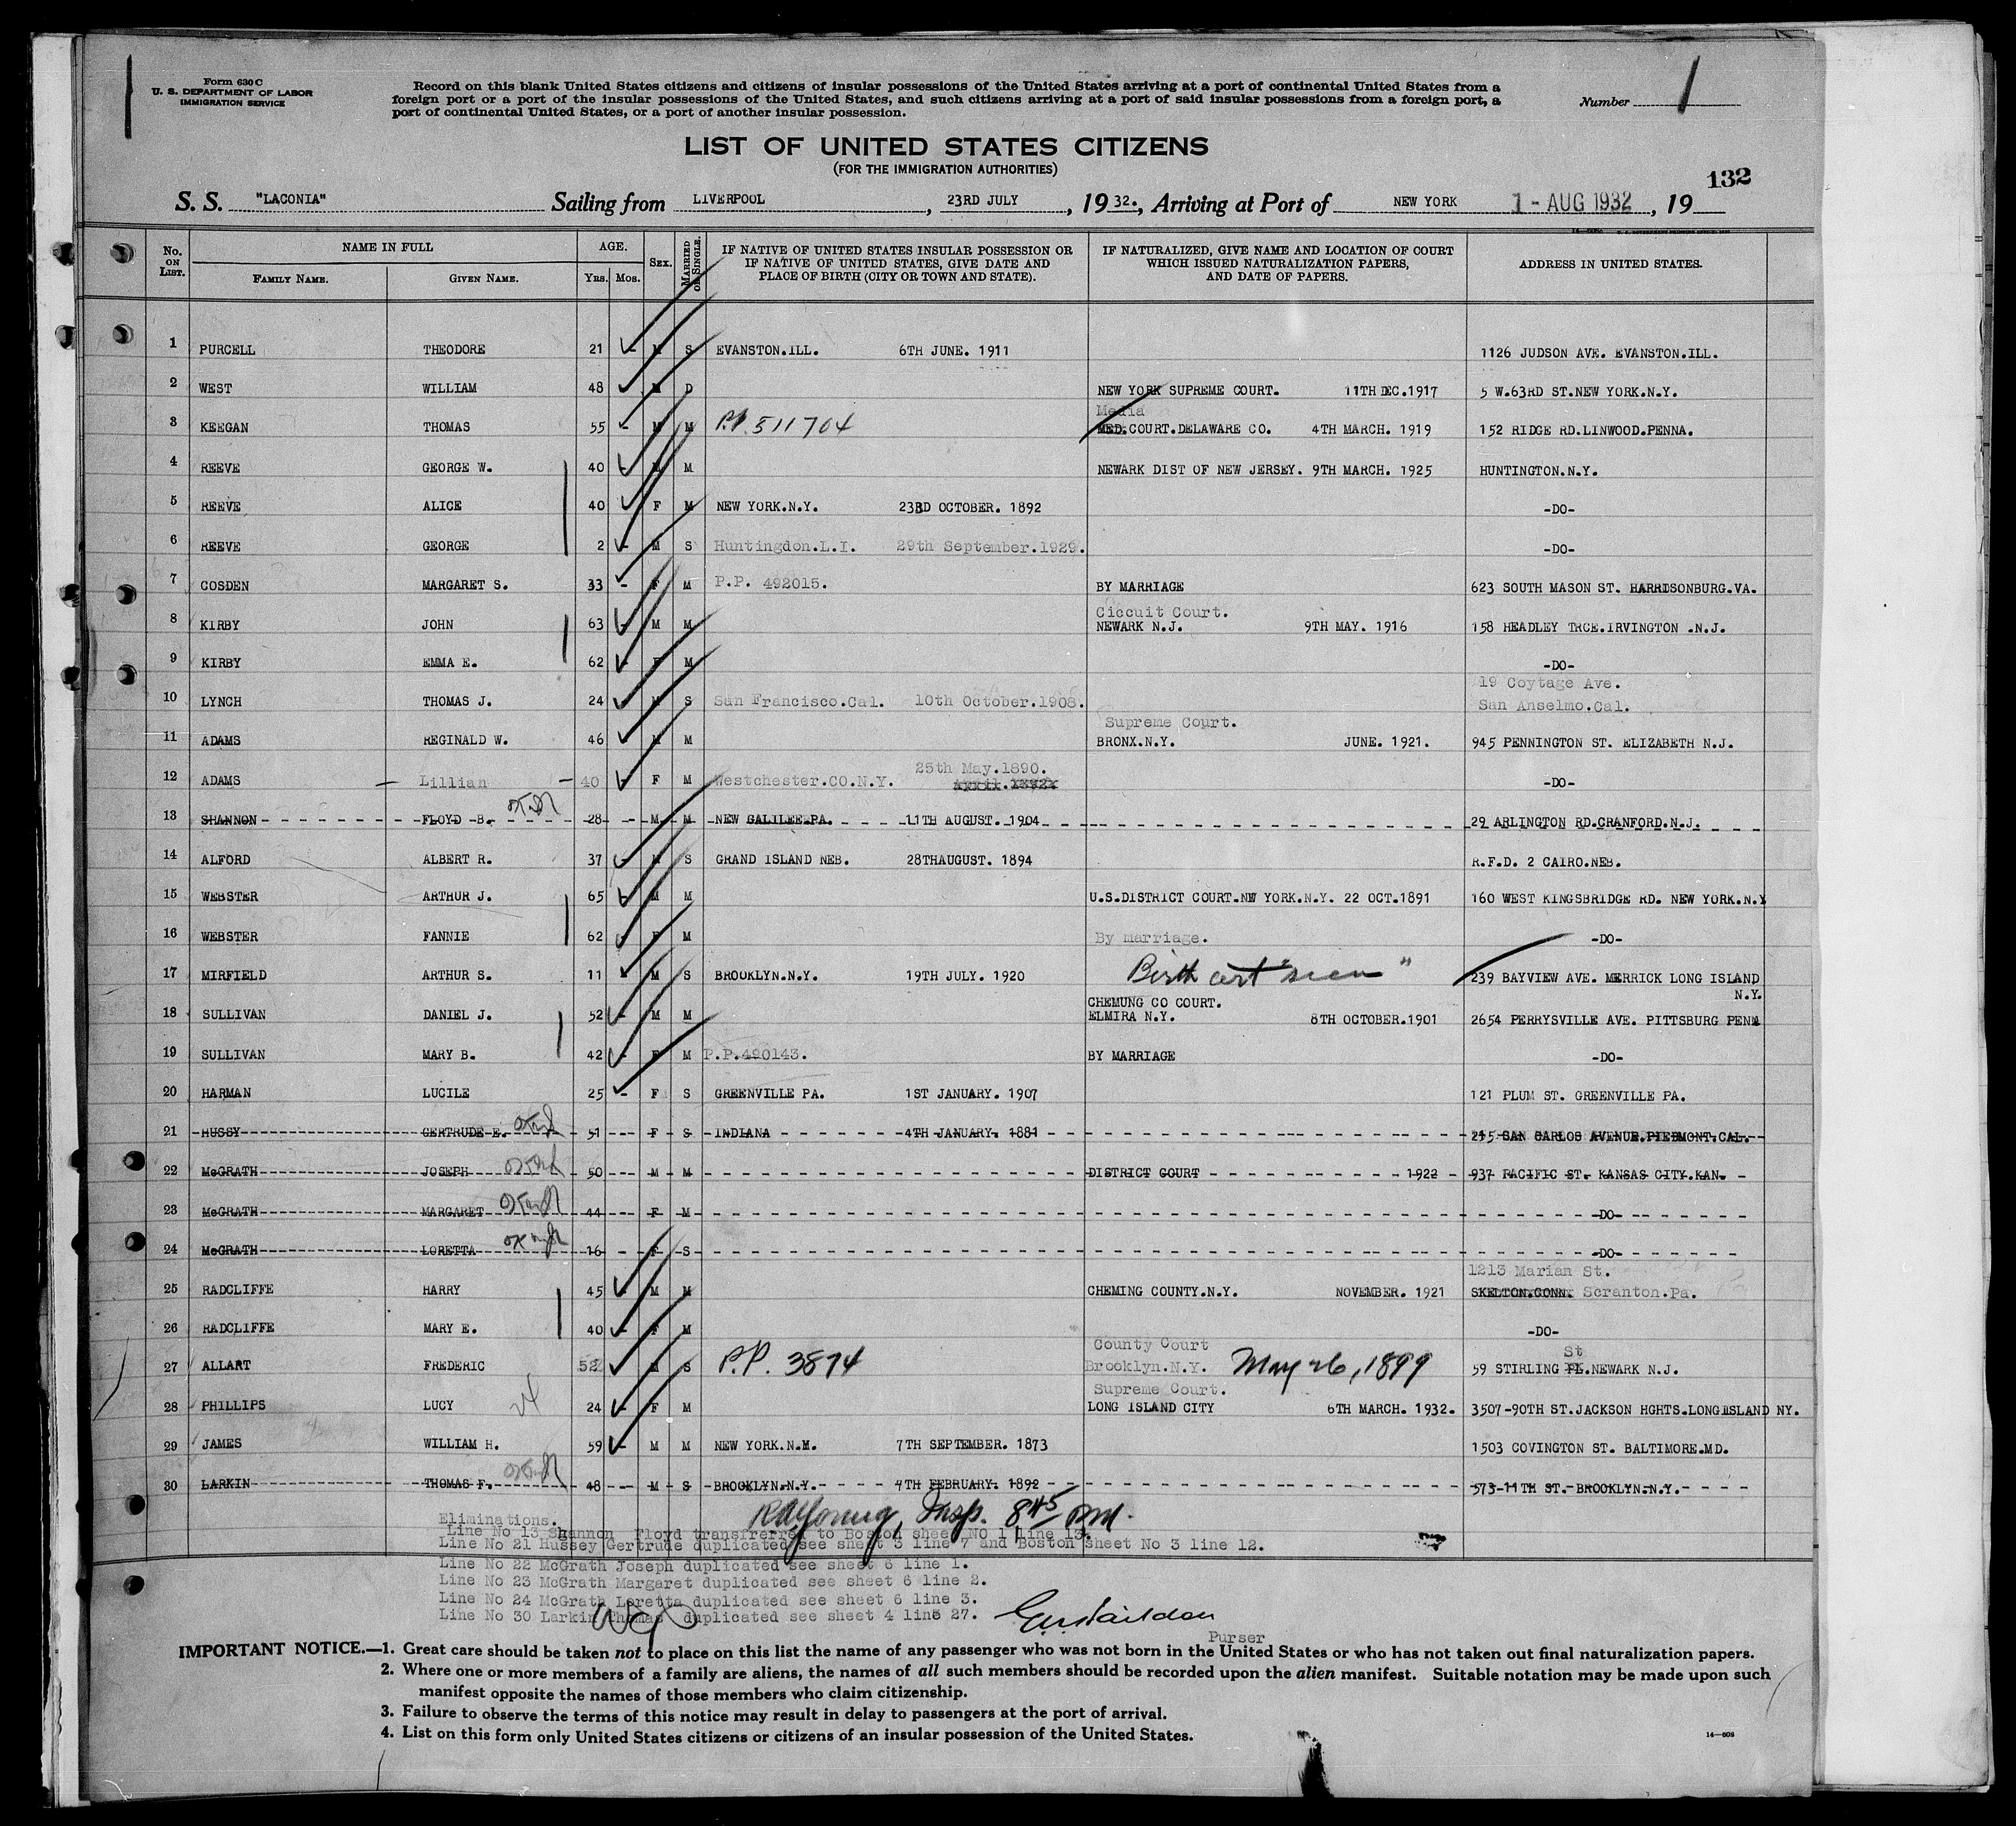 Form 630 C
U. S. DEPARTMENT OF LABOR
IMMIGRATION SERVICE
Record on this blank United States citizens and citizens of insular possessions of the United States arriving at a port of continental United States from a
foreign port or a port of the insular possessions of the United States, and such citizens arriving at a port of said insular possessions from a foreign port, a
port of continental United States, or a port of another insular possession.
Number 1
LIST OF UNITED STATES CITIZENS
(FOR THE IMMIGRATION AUTHORITIES)
132
S. S. "LACONIA" Sailing from LIVERPOOL, 23RD JULY, 1932., Arriving at Port of NEW YORK 1 - AUG 1932, 19
No. ON LIST. NAME IN FULL FAMILY NAME. GIVEN NAME. AGE. YRS. MOS. SEX. MARRIED OR SINGLE. IF NATIVE OF UNITED STATES INSULAR POSSESSION OR IF NATIVE OF UNITED STATES, GIVE DATE AND PLACE OF BIRTH (CITY OR TOWN AND STATE). IF NATURALIZED, GIVE NAME AND LOCATION OF COURT WHICH ISSUED NATURALIZATION PAPERS, AND DATE OF PAPERS. ADDRESS IN UNITED STATES.
1 PURCELL THEODORE 21 - M S EVANSTON.ILL. 6TH JUNE. 1911 1126 JUDSON AVE. EVANSTON.ILL.
2 WEST WILLIAM 48 M D NEW YORK SUPREME COURT. 11TH DEC.1917 5 W.63RD ST.NEW YORK.N.Y.
Media
3 KEEGAN THOMAS 55 - M M P.P. 511704 MED.COURT.DELAWARE CO. 4TH MARCH. 1919 152 RIDGE RD.LINWOOD.PENNA.
4 REEVE GEORGE W. 40 - M M NEWARK DIST OF NEW JERSEY. 9TH MARCH. 1925 HUNTINGTON.N.Y.
5 REEVE ALICE 40 - F M NEW YORK.N.Y. 23RD OCTOBER. 1892 -DO-
6 REEVE GEORGE 2 - M S Huntingdon.L.I. 29th September.1929. -DO-
7 COSDEN MARGARET S. 33 - F M P.P. 492015. BY MARRIAGE 623 SOUTH MASON ST. HARRISONBURG.VA.
Ciccuit Court.
8 KIRBY JOHN 63 - M M NEWARK N.J. 9TH MAY. 1916 158 HEADLEY TRCE.IRVINGTON .N.J.
9 KIRBY EMMA E. 62 - F M -DO-
19 Coytage Ave.
10 LYNCH THOMAS J. 24 - M S San Francisco.Cal. 10th October.1908. San Anselmo.Cal.
Supreme Court.
11 ADAMS REGINALD W. 46 - M M BRONX.N.Y. JUNE. 1921. 945 PENNINGTON ST. ELIZABETH N.J.
25th May.1890.
12 ADAMS - Lillian - 40 - F M Westchester.CO.N.Y. April.1892. -DO-
13 SHANNON FLOYD B. 28 - M M NEW GALILEE.PA. 11TH AUGUST. 1904 29 ARLINGTON RD.CRANFORD.N.J.
14 ALFORD ALBERT R. 37 - M S GRAND ISLAND NEB. 28THAUGUST. 1894 R.F.D. 2 CAIRO.NEB.
15 WEBSTER ARTHUR J. 65 - M M U.S.DISTRICT COURT.NW YORK.N.Y. 22 OCT.1891 160 WEST KINGSBRIDGE RD. NEW YORK.N.Y
16 WEBSTER FANNIE 62 - F M By marriage. -DO-
17 MIRFIELD ARTHUR S. 11 - M S BROOKLYN.N.Y. 19TH JULY. 1920 Birth cert "seen" 239 BAYVIEW AVE. MERRICK LONG ISLAND
N.Y.
CHEMUNG CO COURT.
18 SULLIVAN DANIEL J. 52 - M M ELMIRA N.Y. 8TH OCTOBER.1901 2654 PERRYSVILLE AVE. PITTSBURG PENN
19 SULLIVAN MARY B. 42 - F M P.P.490143. BY MARRIAGE -DO-
20 HARMAN LUCILE 25 - F S GREENVILLE PA. 1ST JANUARY. 1907 121 PLUM ST. GREENVILLE PA.
21 HUSSY GERTRUDE E. 51 - F S INDIANA 4TH JANUARY. 1881 215 SAN CARLOS AVENUE.PIEDMONT.CAL.
22 McGRATH JOSEPH 50 - M M DISTRICT COURT 1922 937 PACIFIC ST. KANSAS CITY.KAN.
23 McGRATH MARGARET 44 - F M -DO-
24 McGRATH LORETTA 16 - F S -DO-
1213 Marian St.
25 RADCLIFFE HARRY 45 - M M CHEMING COUNTY.N.Y. NOVEMBER. 1921 SKELTON.CONN. Scranton.Pa.
26 RADCLIFFE MARY E. 40 - F M -DO-
County Court St
27 ALLART FREDERIC 52 M S P.P. 3874 Brooklyn.N.Y. May 26, 1899 59 STIRLING PL.NEWARK N.J.
Supreme Court.
28 PHILLIPS LUCY 24 - F M LONG ISLAND CITY 6TH MARCH. 1932. 3507-90TH ST.JACKSON HGHTS.LONG ISLAND NY.
29 JAMES WILLIAM H. 59 - M M NEW YORK.N.Y. 7TH SEPTEMBER. 1873 1503 COVINGTON ST. BALTIMORE.MD.
30 LARKIN THOMAS F. 48 - M S BROOKLYN.N.Y. 7TH FEBRUARY. 1892 573-11TH ST. BROOKLYN.N.Y.
Insp. 8 45 PM.
Eliminations.
Line No 13 Shannon Floyd transfrerred to Boston sheet NO 1 line 13.
Line No 21 Hussey Gertrude duplicated see sheet 3 line 7 and Boston sheet No 3 line 12.
Line No 22 McGrath Joseph duplicated see sheet 6 line 1.
Line No 23 McGrath Margaret duplicated see sheet 6 line 2.
Line No 24 McGrath Loretta duplicated see sheet 6 line 3.
Line No 30 Larkin Thomas duplicated see sheet 4 line 27.
Purser
IMPORTANT NOTICE.—1. Great care should be taken not to place on this list the name of any passenger who was not born in the United States or who has not taken out final naturalization papers.
2. Where one or more members of a family are aliens, the names of all such members should be recorded upon the alien manifest. Suitable notation may be made upon such
manifest opposite the names of those members who claim citizenship.
3. Failure to observe the terms of this notice may result in delay to passengers at the port of arrival.
4. List on this form only United States citizens or citizens of an insular possession of the United States.
14—508